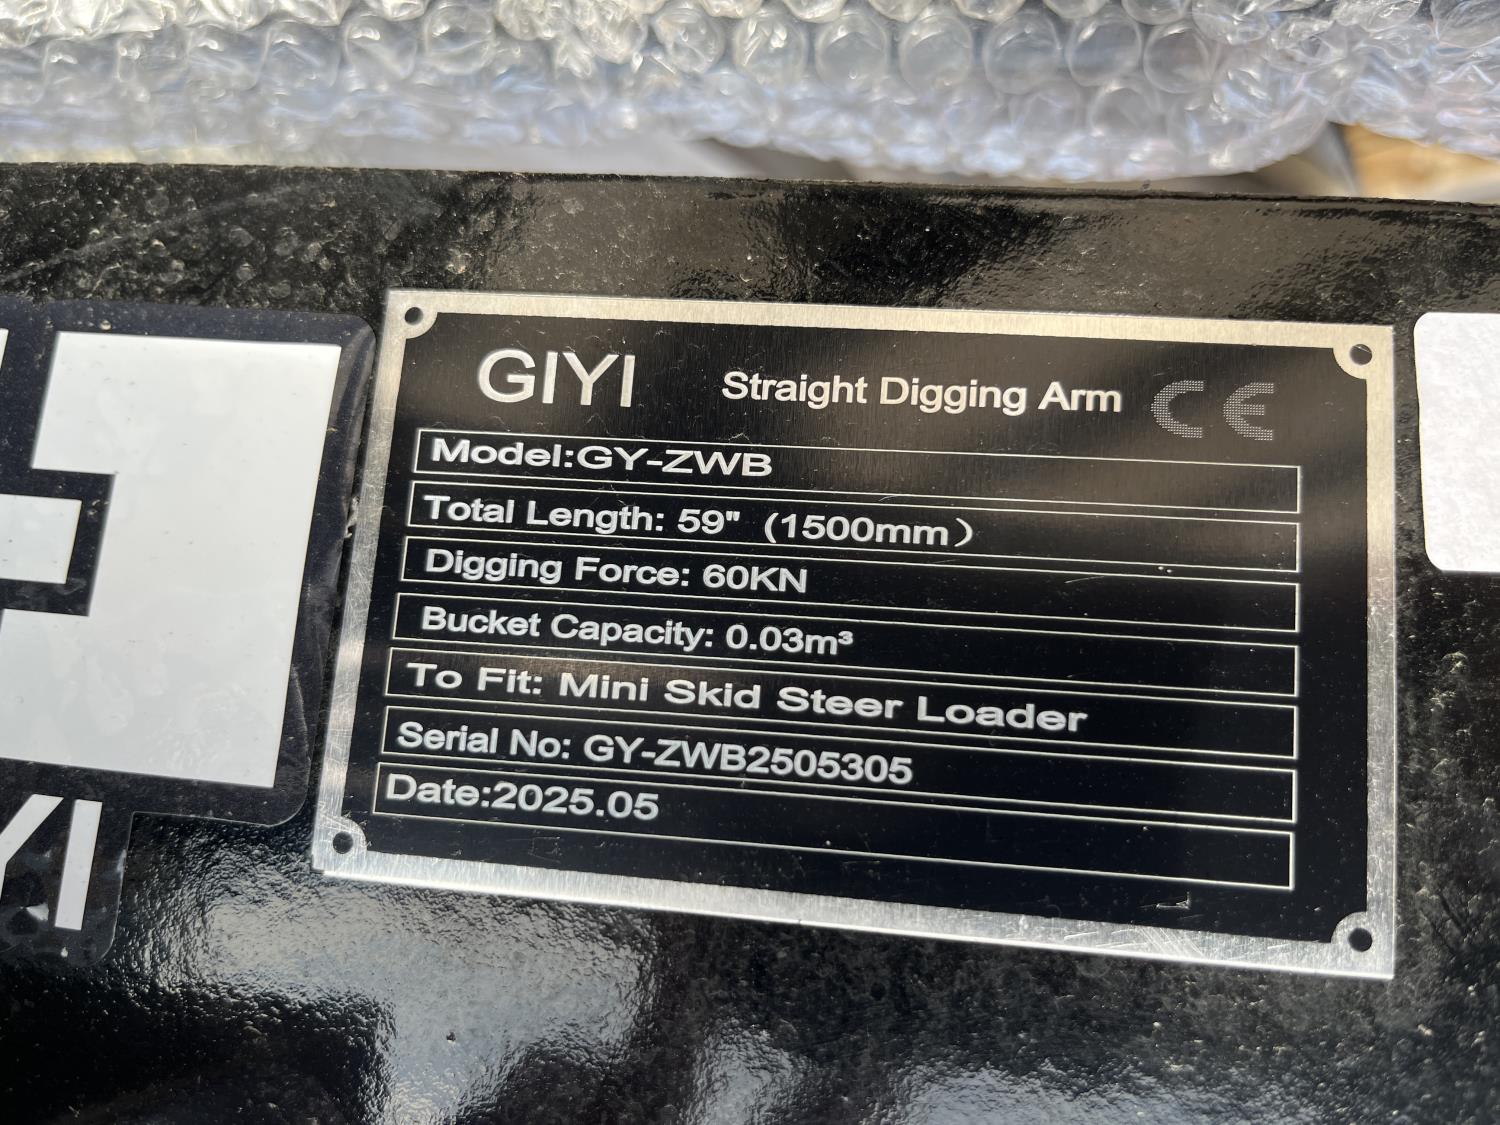 GIYI Straight Digging Arm CE
Model:GY-ZWB
Total Length: 59" (1500mm）
Digging Force: 60KN
Bucket Capacity: 0.03m³
To Fit: Mini Skid Steer Loader
Serial No: GY-ZWB2505305
Date:2025.05
YI